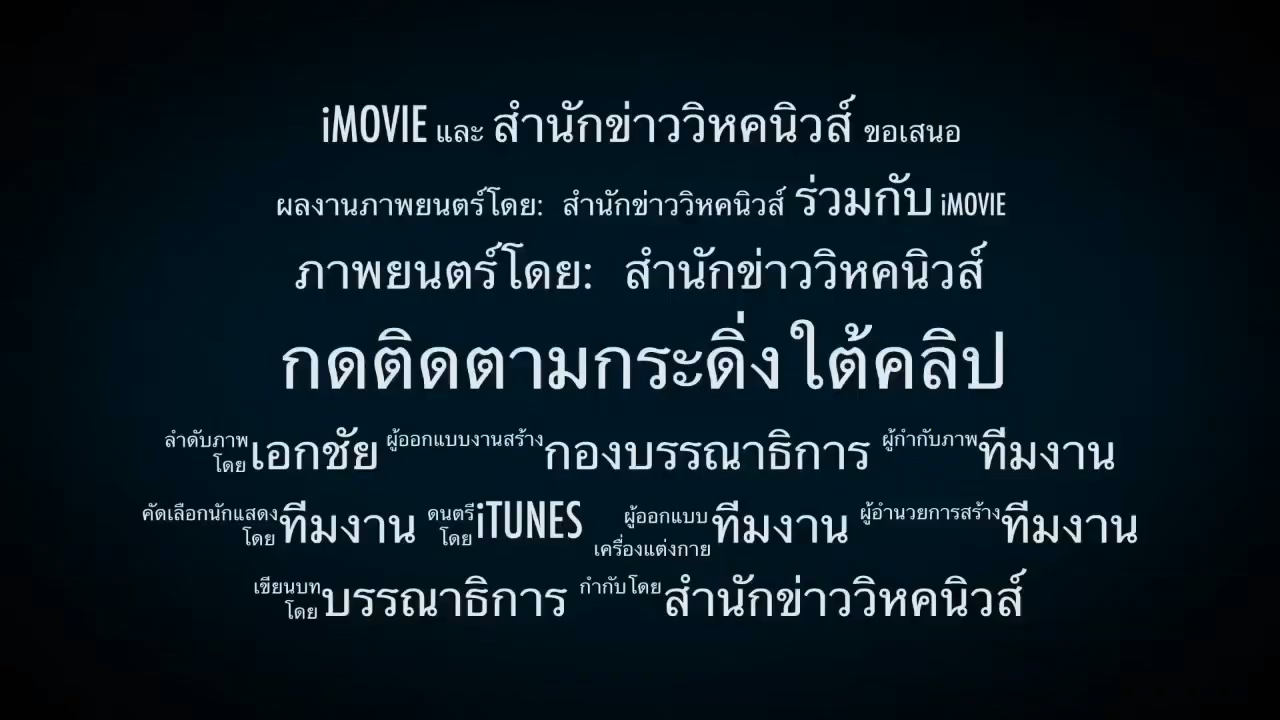 iMOVIE และ สำนักข่าววิหคนิวส์ ขอเสนอ
ผลงานภาพยนตร์โดย: สำนักข่าววิหคนิวส์ ร่วมกับ iMOVIE
ภาพยนตร์โดย: สำนักข่าววิหคนิวส์
กดติดตามกระดิ่ง ใต้คลิป
ลำดับภาพโดย เอกชัย ผู้ออกแบบงานสร้าง กองบรรณาธิการ ผู้กำกับภาพ ทีมงาน
คัดเลือกนักแสดงโดย ทีมงาน ดนตรีโดย iTUNES ผู้ออกแบบเครื่องแต่งกาย ทีมงาน ผู้อำนวยการสร้าง ทีมงาน
เขียนบทโดย บรรณาธิการ กำกับโดย สำนักข่าววิหคนิวส์